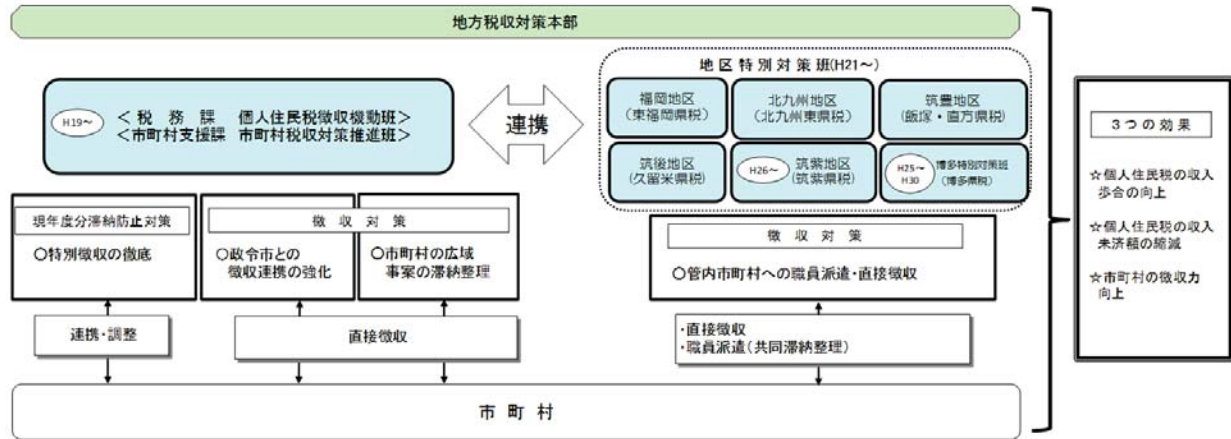 地方税収対策本部
H19～
＜税務課　個人住民税徴収機動班＞
＜市町村支援課　市町村税収対策推進班＞
連携
地区特別対策班(H21～)
福岡地区
(東福岡県税)
北九州地区
(北九州東県税)
筑豊地区
(飯塚・直方県税)
筑後地区
(久留米県税)
H26～
筑紫地区
(筑紫県税)
H25～
H30
博多特別対策班
(博多県税)
現年度分滞納防止対策
○特別徴収の徹底
徴収対策
○政令市との
徴収連携の強化
○市町村の広域
事案の滞納整理
徴収対策
○管内市町村への職員派遣・直接徴収
連携・調整
直接徴収
・直接徴収
・職員派遣(共同滞納整理)
市町村
3つの効果
☆個人住民税の収入
歩合の向上
☆個人住民税の収入
未済額の縮減
☆市町村の徴収力
向上